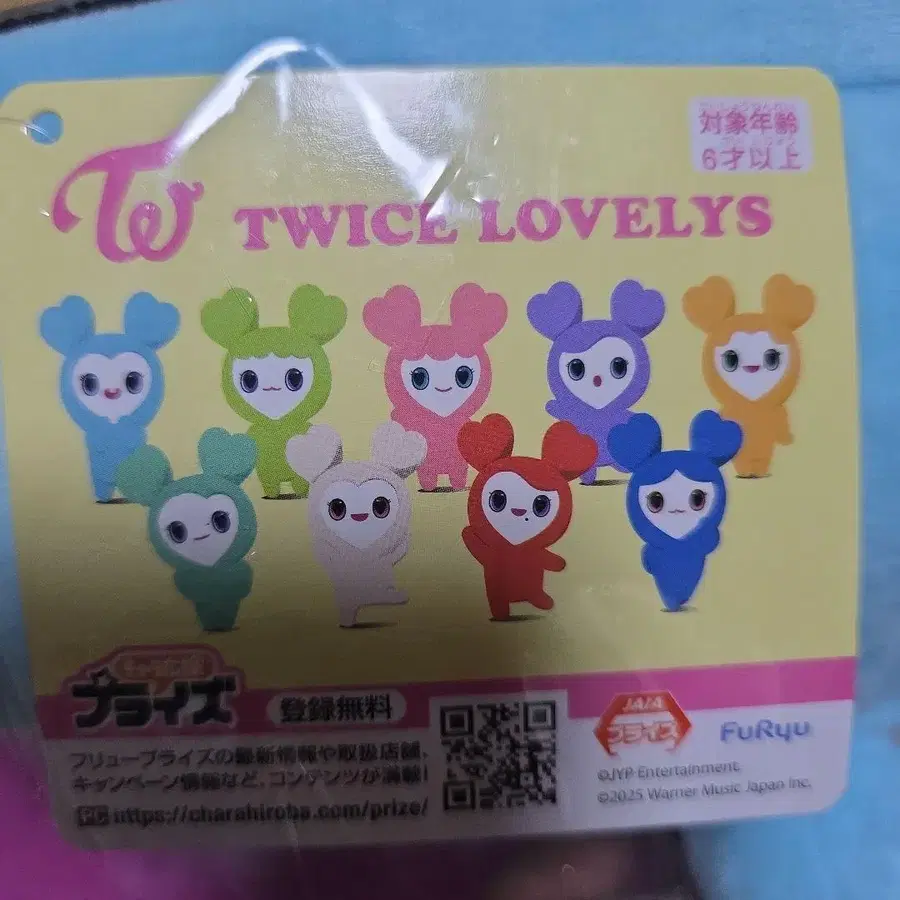 対象年齢
6才以上
TWICE LOVELYS
プライズ
登録無料
フリュープライズの最新情報や取扱店舗、
キャンペーン情報など、コンテンツが満載!
PC https://charahiroba.com/prize/
JAIA
プライズ
FuRyu
©JYP Entertainment.
©2025 Warner Music Japan Inc.